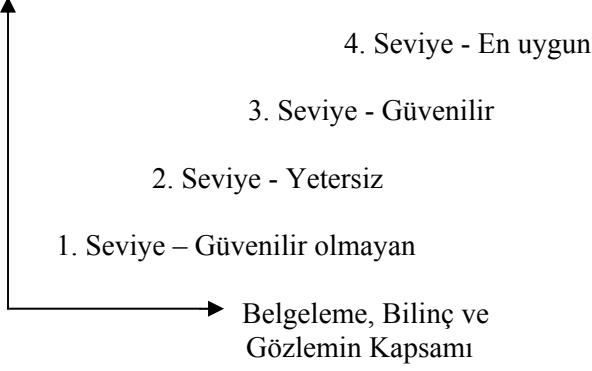 4. Seviye - En uygun
3. Seviye - Güvenilir
2. Seviye - Yetersiz
1. Seviye – Güvenilir olmayan
Belgeleme, Bilinç ve
Gözlemin Kapsamı